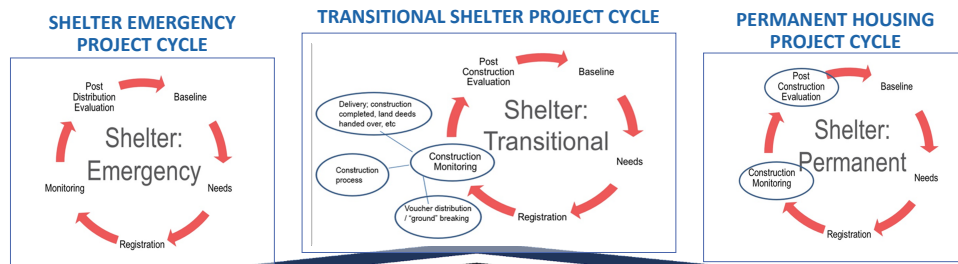 SHELTER EMERGENCY
PROJECT CYCLE
Post
Distribution
Evaluation
Baseline
Shelter:
Emergency
Monitoring
Needs
Registration
TRANSITIONAL SHELTER PROJECT CYCLE
Post
Construction
Evaluation
Baseline
Delivery; construction
completed, land deeds
handed over, etc
Shelter:
Transitional
Construction
Monitoring
Needs
Construction
process
Voucher distribution
/ “ground” breaking
Registration
PERMANENT HOUSING
PROJECT CYCLE
Post
Construction
Evaluation
Baseline
Shelter:
Permanent
Construction
Monitoring
Needs
Registration